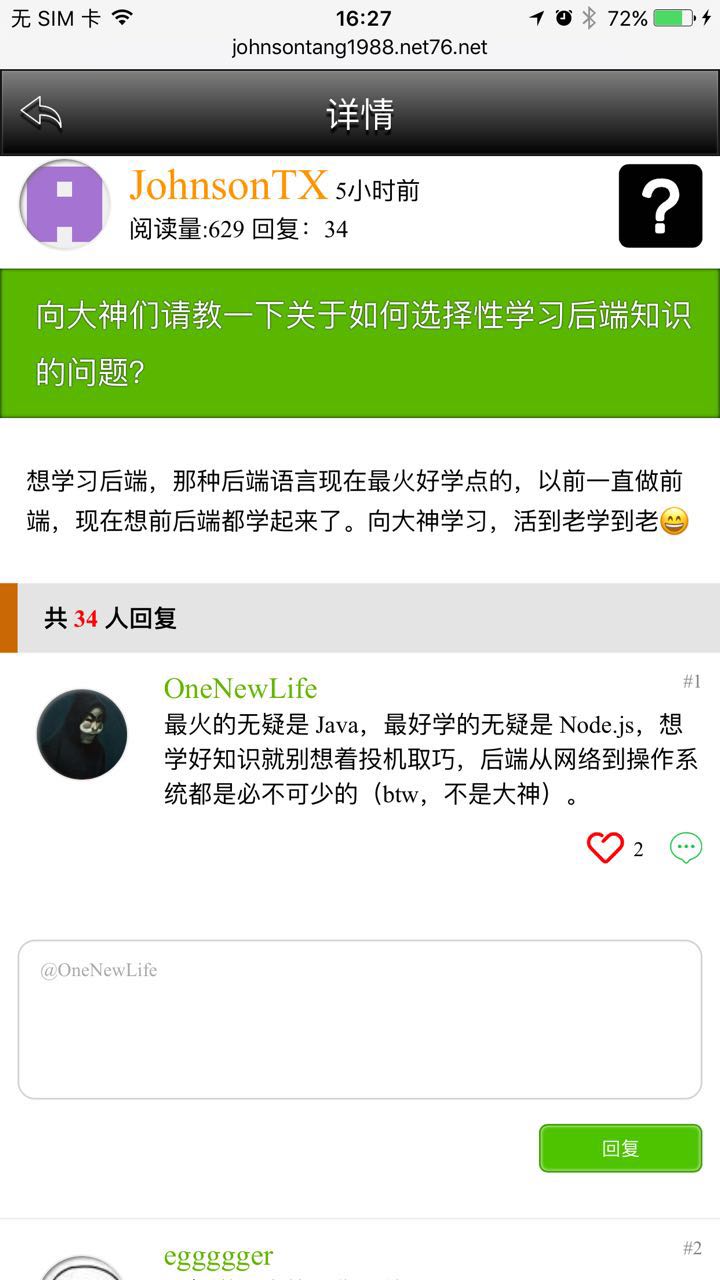 无 SIM 卡 16:27 72%
johnsontang1988.net76.net
详情
JohnsonTX 5小时前
阅读量:629 回复：34
?
向大神们请教一下关于如何选择性学习后端知识
的问题?
想学习后端，那种后端语言现在最火好学点的，以前一直做前
端，现在想前后端都学起来了。向大神学习，活到老学到老😄
共 34 人回复
OneNewLife #1
最火的无疑是 Java，最好学的无疑是 Node.js，想
学好知识就别想着投机取巧，后端从网络到操作系
统都是必不可少的（btw，不是大神）。
2
@OneNewLife
回复
eggggger #2